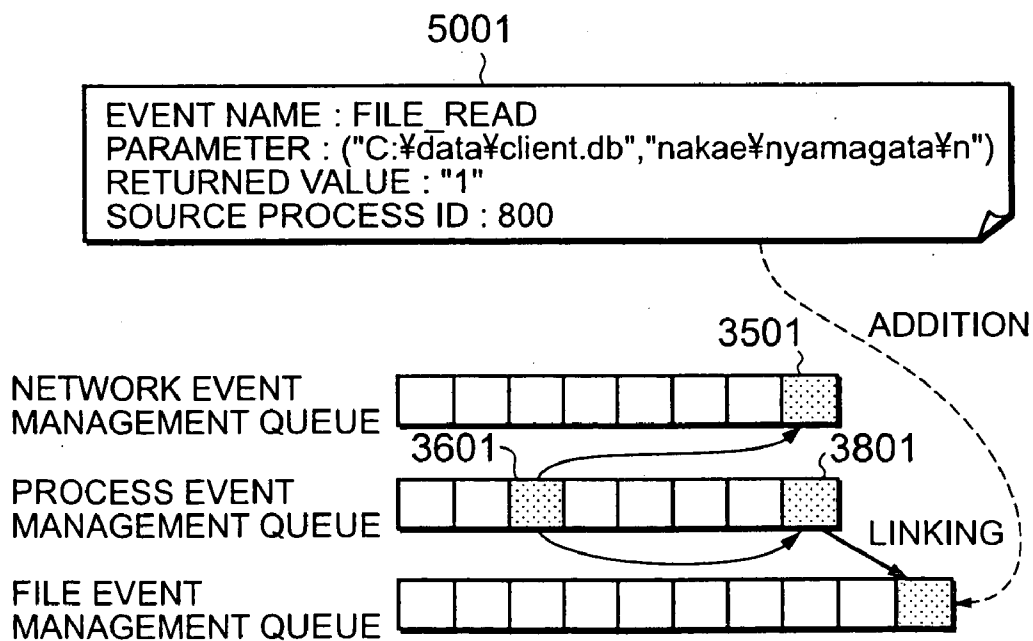 5001
EVENT NAME : FILE_READ
PARAMETER : ("C:¥data¥client.db","nakae¥nyamagata¥n")
RETURNED VALUE : "1"
SOURCE PROCESS ID : 800
ADDITION
3501
NETWORK EVENT
MANAGEMENT QUEUE
3601
3801
PROCESS EVENT
MANAGEMENT QUEUE
LINKING
FILE EVENT
MANAGEMENT QUEUE